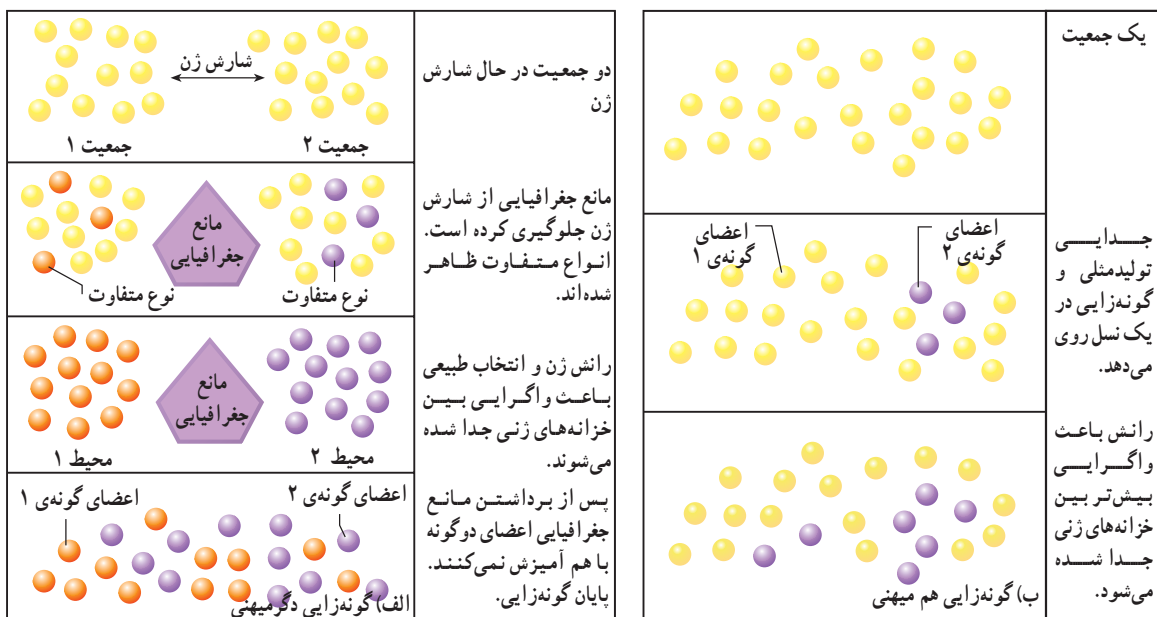 یک جمعیت
جدایی
تولیدمثلی و
گونه‌زایی در
یک نسل روی
می‌دهد.
اعضای
گونه‌ی ۱
اعضای
گونه‌ی ۲
رانش باعث
واگرایی
بیش‌تر بین
خزانه‌های ژنی
جدا شده
می‌شود.
ب) گونه‌زایی هم میهنی
دو جمعیت در حال شارش
ژن
شارش ژن
جمعیت ۱
جمعیت ۲
مانع جغرافیایی از شارش
ژن جلوگیری کرده است.
انواع متفاوت ظاهر
شده‌اند.
مانع
جغرافیایی
نوع متفاوت
نوع متفاوت
رانش ژن و انتخاب طبیعی
باعث واگرایی بین
خزانه‌های ژنی جدا شده
می‌شوند.
مانع
جغرافیایی
محیط ۱
محیط ۲
پس از برداشتن مانع
جغرافیایی اعضای دوگونه
با هم آمیزش نمی‌کنند.
پایان گونه‌زایی.
اعضای گونه‌ی ۱
اعضای گونه‌ی ۲
الف) گونه‌زایی دگرمیهنی